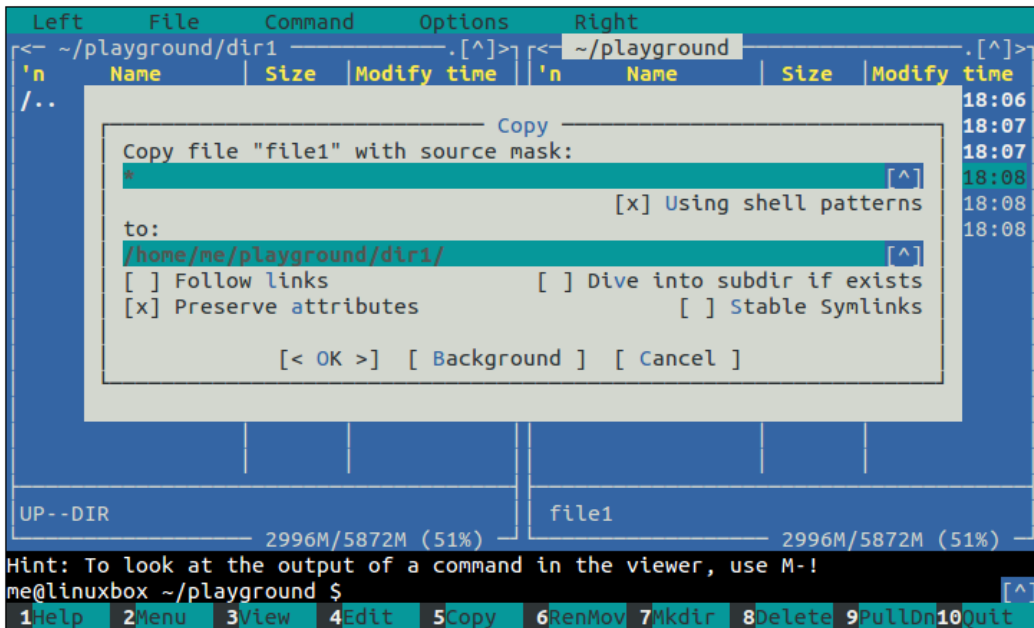 Left File Command Options Right
<─ ~/playground/dir1 ─.[^]> <─ ~/playground ─.[^]>
'n Name Size Modify time 'n Name Size Modify time
/.. 18:06
Copy 18:07
Copy file "file1" with source mask: 18:07
* [^] 18:08
[x] Using shell patterns 18:08
to: 18:08
/home/me/playground/dir1/ [^]
[ ] Follow links [ ] Dive into subdir if exists
[x] Preserve attributes [ ] Stable Symlinks
[< OK >] [ Background ] [ Cancel ]
UP--DIR file1
2996M/5872M (51%) 2996M/5872M (51%)
Hint: To look at the output of a command in the viewer, use M-!
me@linuxbox ~/playground $ [^]
1Help 2Menu 3View 4Edit 5Copy 6RenMov 7Mkdir 8Delete 9PullDn 10Quit